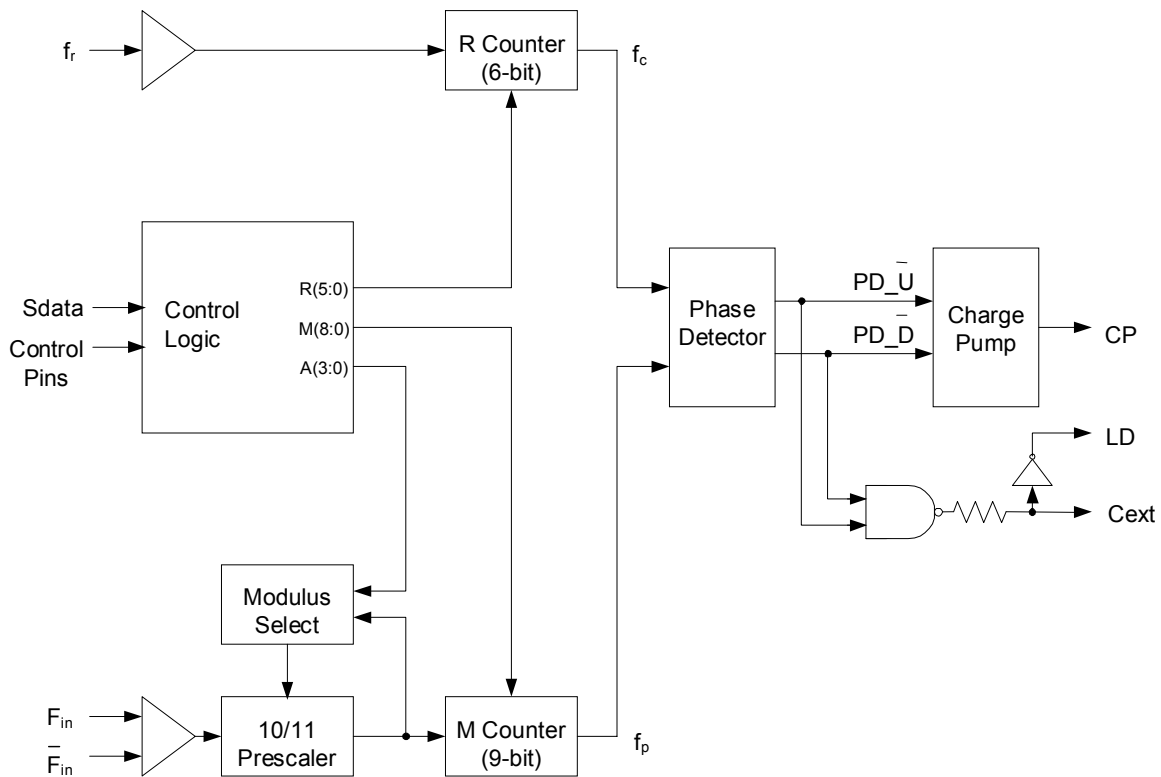 fr
R Counter
(6-bit)
fc
Sdata
Control
Pins
Control
Logic
R(5:0)
M(8:0)
A(3:0)
Phase
Detector
PD_U̅
PD_D̅
Charge
Pump
CP
LD
Cext
Modulus
Select
Fin
F̅in
10/11
Prescaler
M Counter
(9-bit)
fp